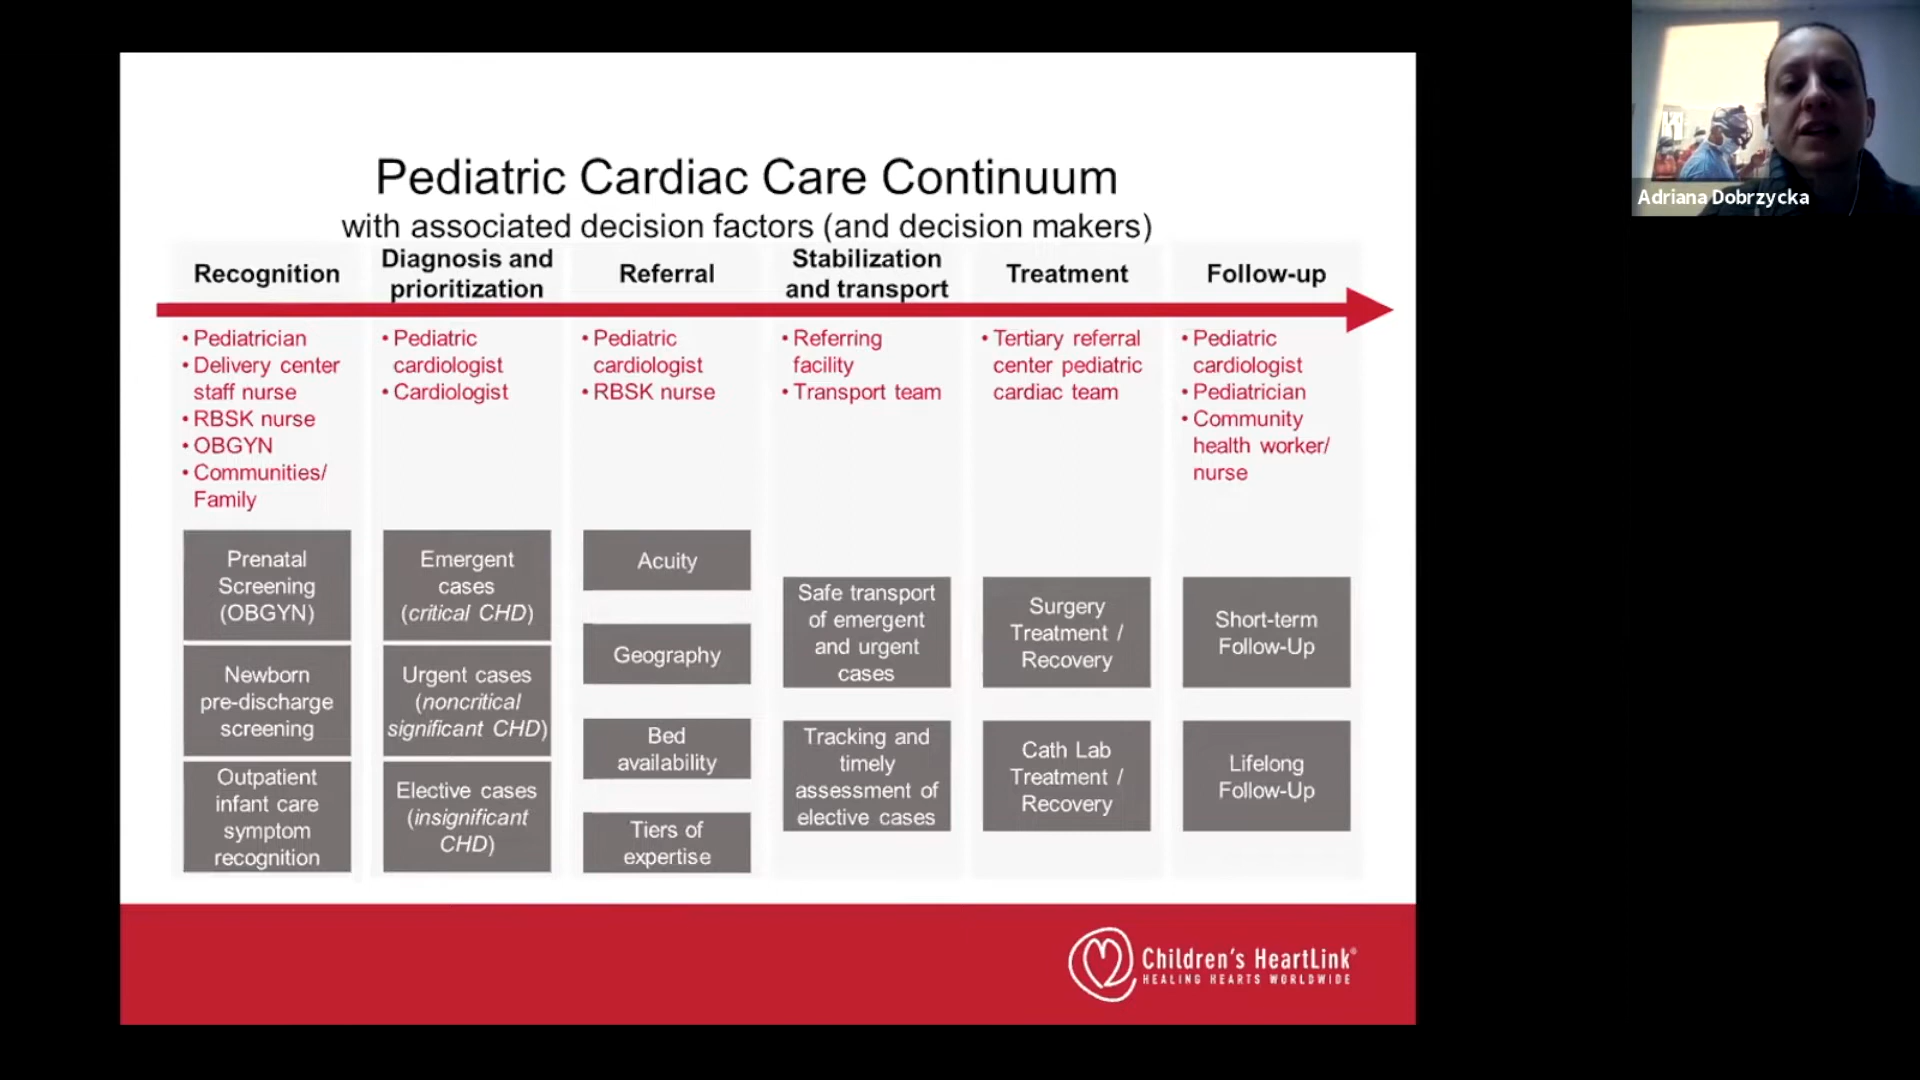 Pediatric Cardiac Care Continuum
with associated decision factors (and decision makers)
Recognition
• Pediatrician
• Delivery center
staff nurse
• RBSK nurse
• OBGYN
• Communities/
Family
Prenatal
Screening
(OBGYN)
Newborn
pre-discharge
screening
Outpatient
infant care
symptom
recognition
Diagnosis and
prioritization
• Pediatric
cardiologist
• Cardiologist
Emergent
cases
(critical CHD)
Urgent cases
(noncritical
significant CHD)
Elective cases
(insignificant
CHD)
Referral
• Pediatric
cardiologist
• RBSK nurse
Acuity
Geography
Bed
availability
Tiers of
expertise
Stabilization
and transport
• Referring
facility
• Transport team
Safe transport
of emergent
and urgent
cases
Tracking and
timely
assessment of
elective cases
Treatment
• Tertiary referral
center pediatric
cardiac team
Surgery
Treatment /
Recovery
Cath Lab
Treatment /
Recovery
Follow-up
• Pediatric
cardiologist
• Pediatrician
• Community
health worker/
nurse
Short-term
Follow-Up
Lifelong
Follow-Up
Children's HeartLink®
HEALING HEARTS WORLDWIDE
Adriana Dobrzycka